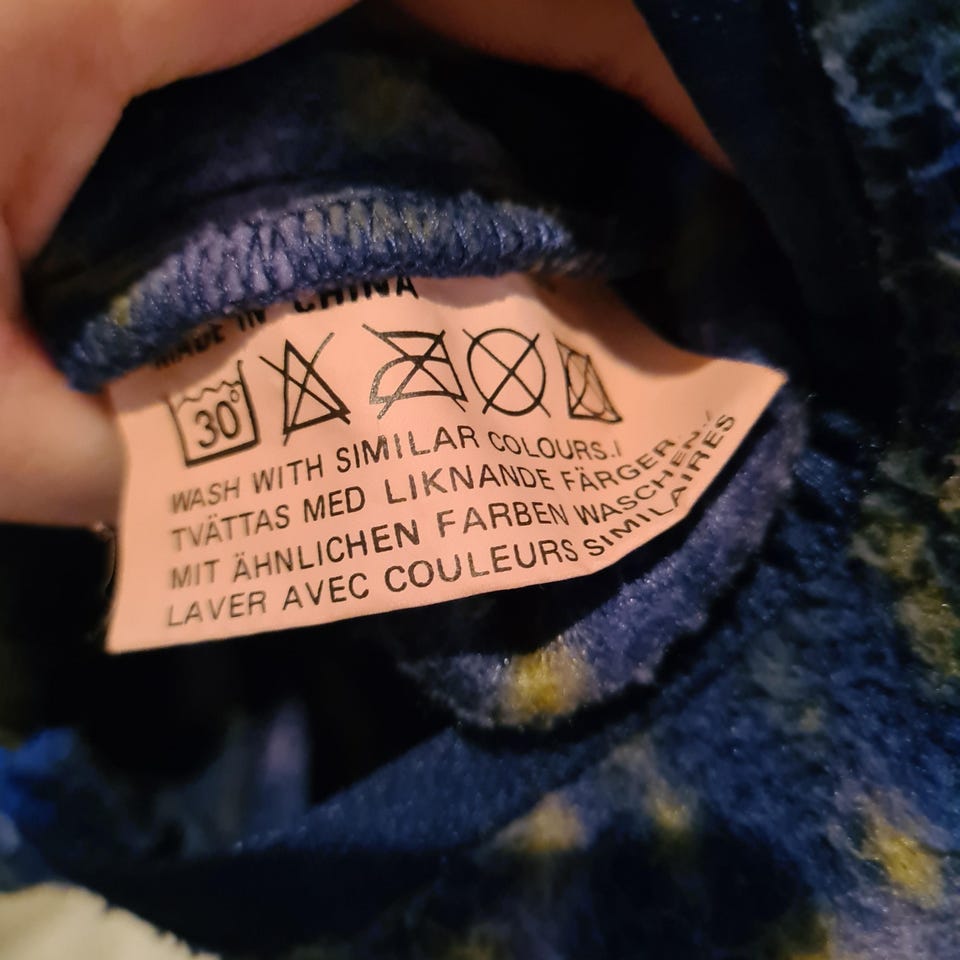 MADE IN CHINA
30°
WASH WITH SIMILAR COLOURS./
TVÄTTAS MED LIKNANDE FÄRGER./
MIT ÄHNLICHEN FARBEN WASCHEN./
LAVER AVEC COULEURS SIMILAIRES